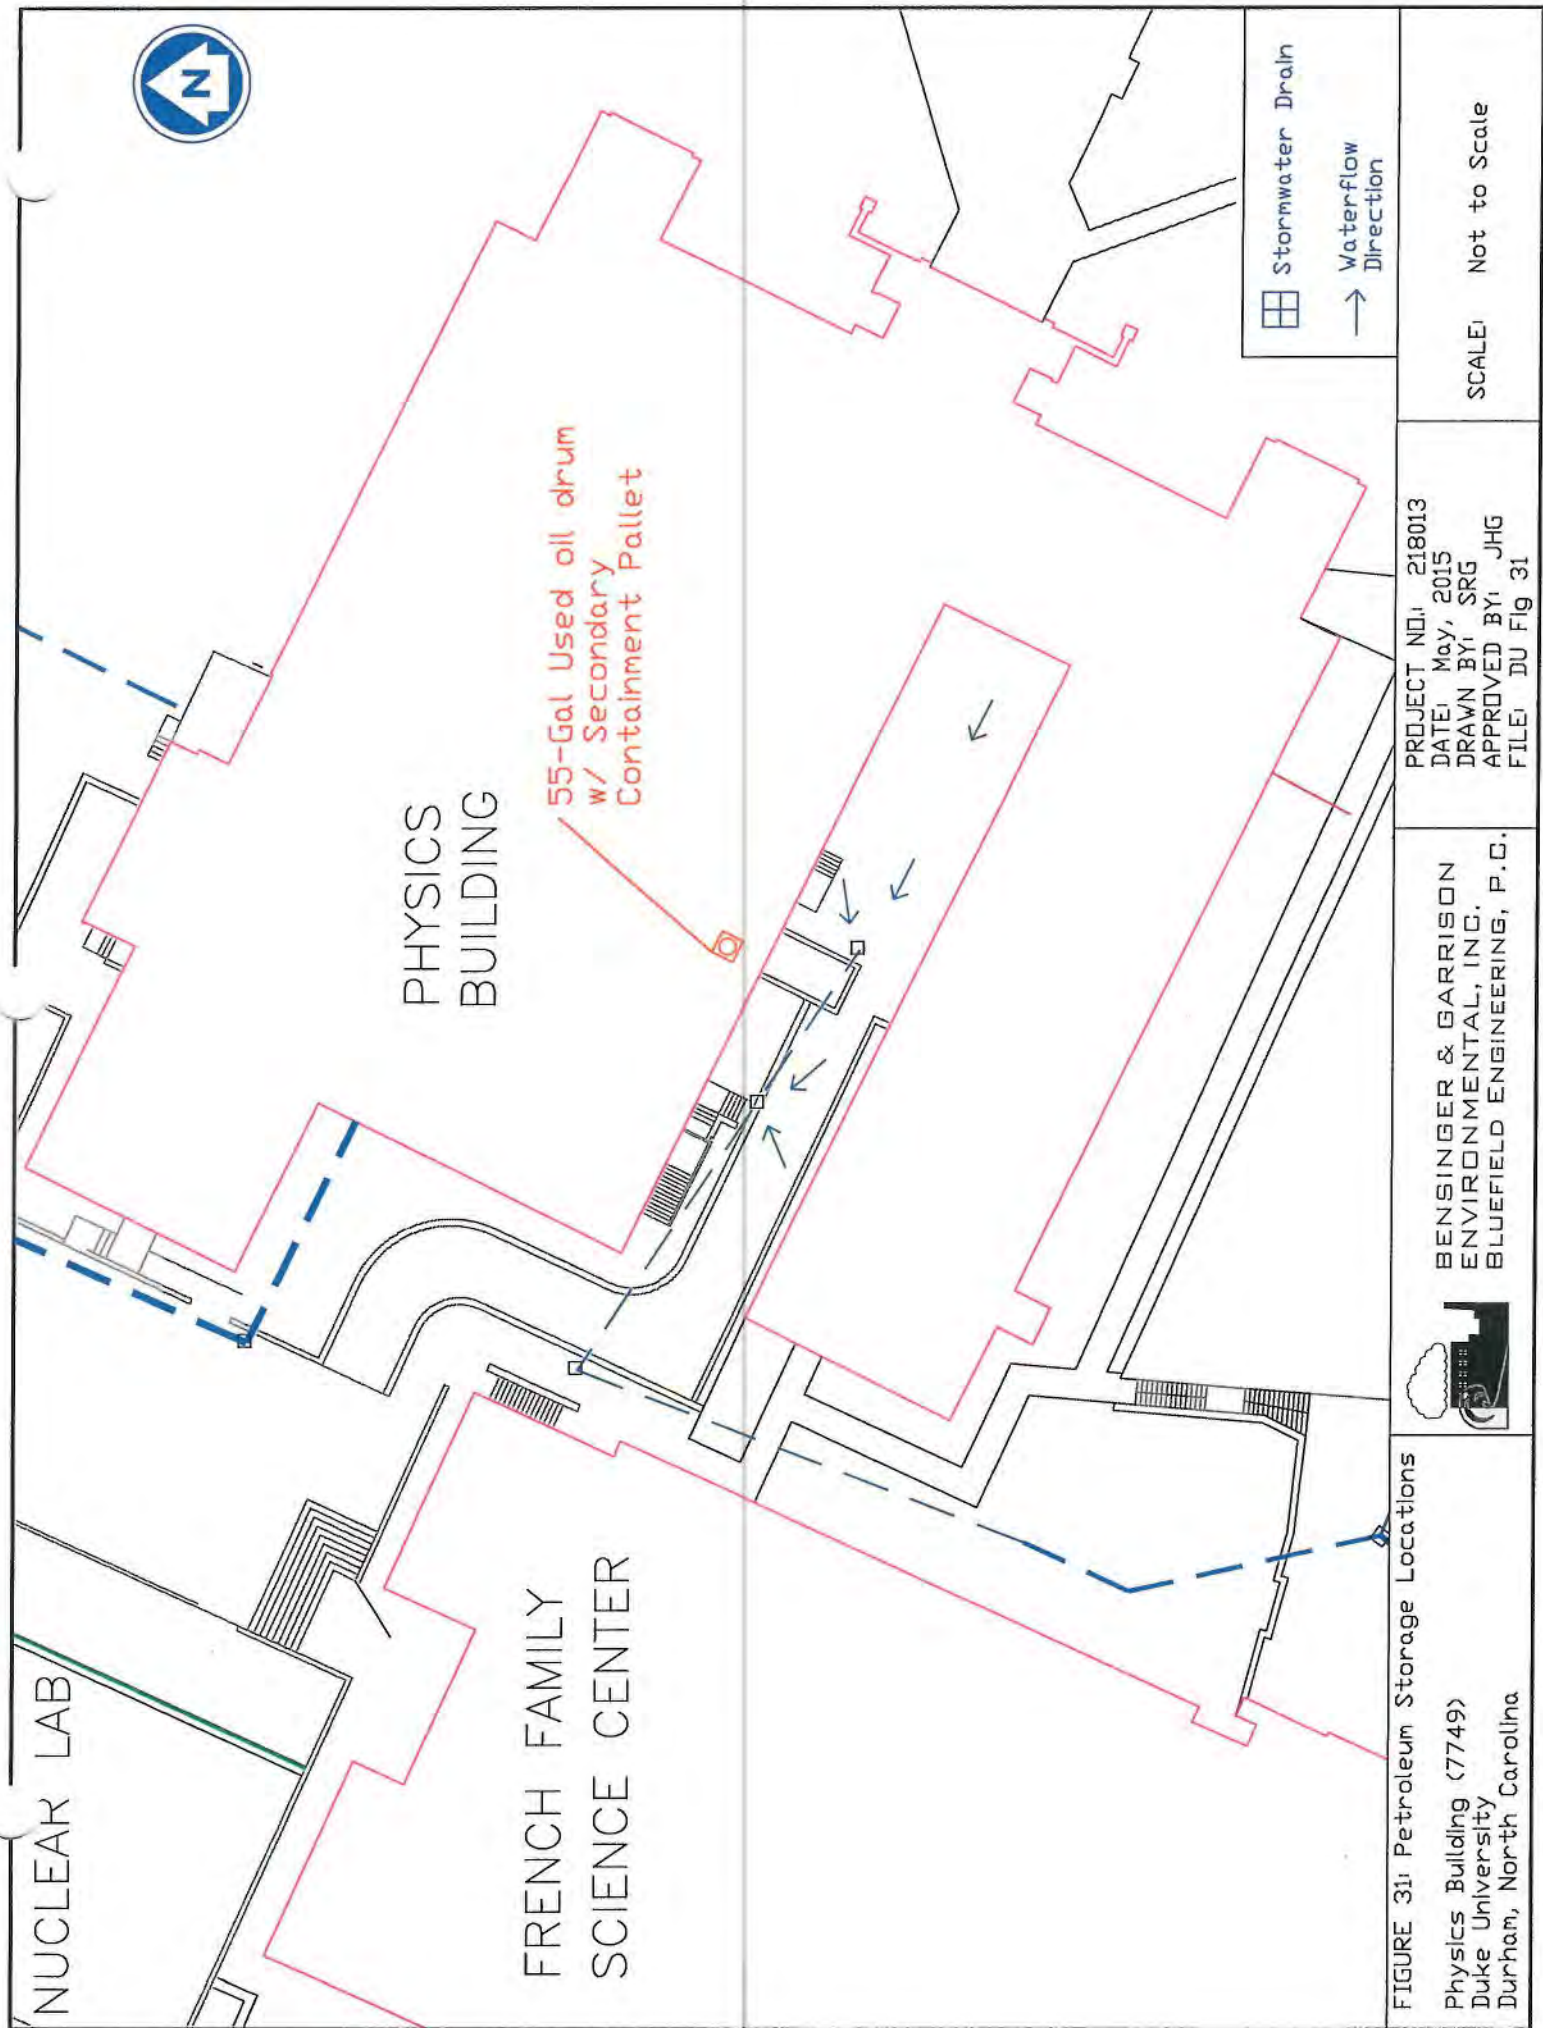 N
NUCLEAR LAB
PHYSICS
BUILDING
55-Gal Used oil drum
w/ Secondary
Containment Pallet
FRENCH FAMILY
SCIENCE CENTER
Stormwater Drain
Waterflow
Direction
FIGURE 31: Petroleum Storage Locations
Physics Building (7749)
Duke University
Durham, North Carolina
BENSINGER & GARRISON
ENVIRONMENTAL, INC.
BLUEFIELD ENGINEERING, P.C.
PROJECT NO.: 218013
DATE: May, 2015
DRAWN BY: SRG
APPROVED BY: JHG
FILE: DU Fig 31
SCALE: Not to Scale